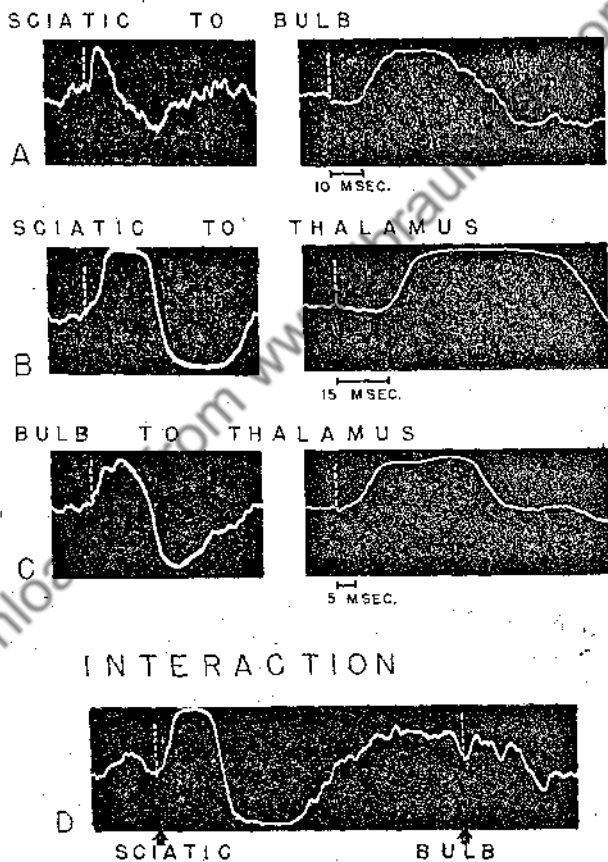 SCIATIC TO BULB
A
10 MSEC.
SCIATIC TO THALAMUS
B
15 MSEC.
BULB TO THALAMUS
C
5 MSEC.
INTERACTION
D
SCIATIC BULB